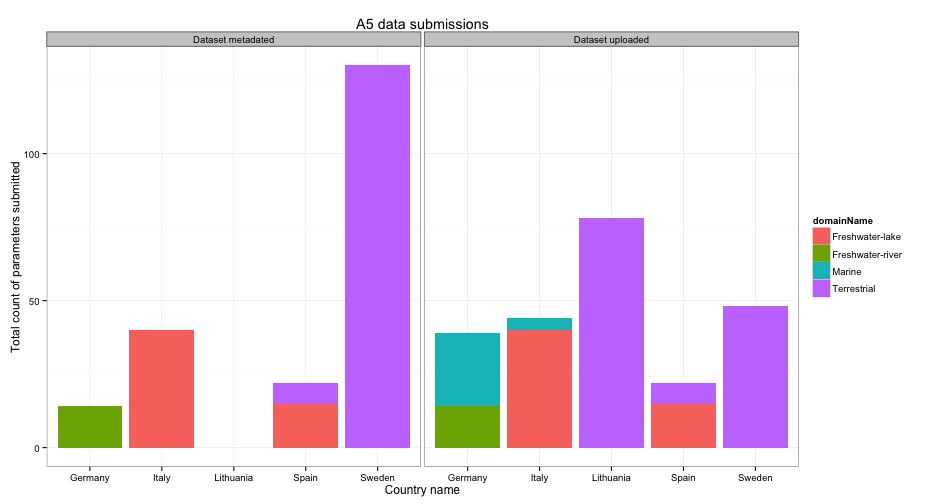 A5 data submissions
Dataset metadated
Dataset uploaded
Total count of parameters submitted
100
50
0
Germany Italy Lithuania Spain Sweden
Germany Italy Lithuania Spain Sweden
Country name
domainName
Freshwater-lake
Freshwater-river
Marine
Terrestrial